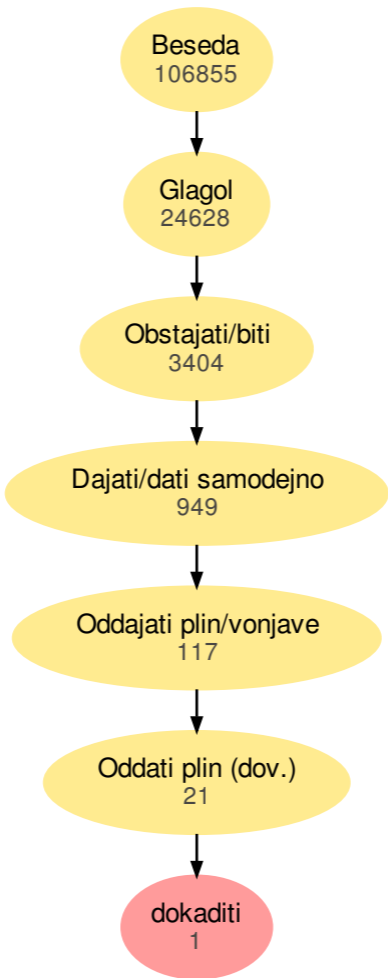 Beseda
106855
Glagol
24628
Obstajati/biti
3404
Dajati/dati samodejno
949
Oddajati plin/vonjave
117
Oddati plin (dov.)
21
dokaditi
1